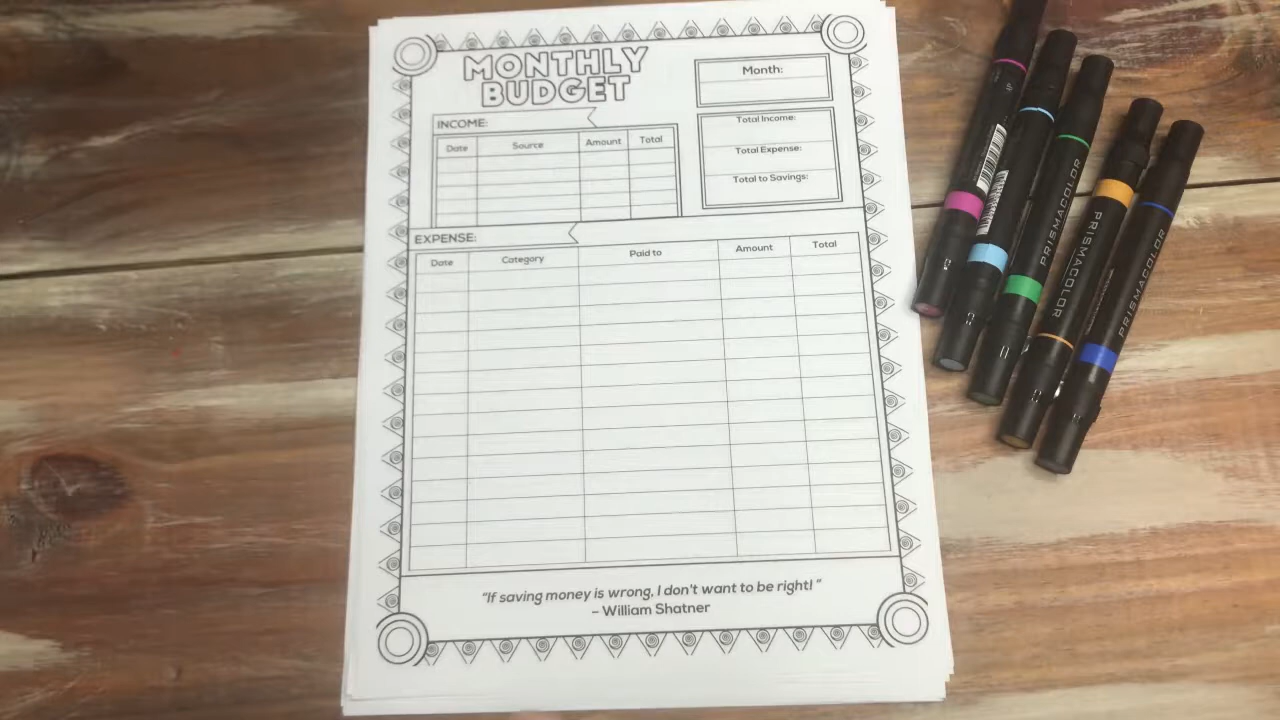 MONTHLY
BUDGET
Month:
INCOME:
Date Source Amount Total
Total Income:
Total Expense:
Total to Savings:
EXPENSE:
Date Category Paid to Amount Total
“If saving money is wrong, I don't want to be right! ”
– William Shatner
PRISMACOLOR
PRISMACOLOR
PRISMACOLOR